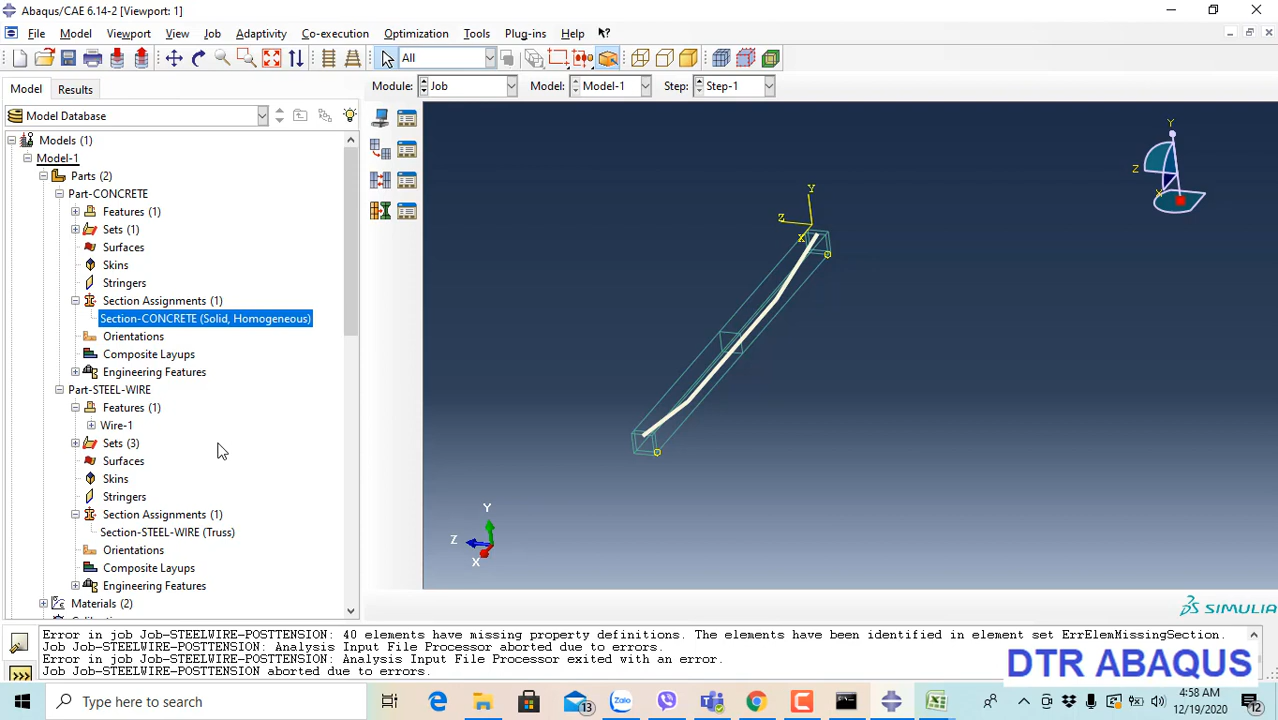 Abaqus/CAE 6.14-2 [Viewport: 1]
File Model Viewport View Job Adaptivity Co-execution Optimization Tools Plug-ins Help
All
Model Results
Module: Job Model: Model-1 Step: Step-1
Model Database
Models (1)
Model-1
Parts (2)
Part-CONCRETE
Features (1)
Sets (1)
Surfaces
Skins
Stringers
Section Assignments (1)
Section-CONCRETE (Solid, Homogeneous)
Orientations
Composite Layups
Engineering Features
Part-STEEL-WIRE
Features (1)
Wire-1
Sets (3)
Surfaces
Skins
Stringers
Section Assignments (1)
Section-STEEL-WIRE (Truss)
Orientations
Composite Layups
Engineering Features
Materials (2)
Y
Z
X
Y
Z
X
Y
Z
X
SIMULIA
Error in job Job-STEELWIRE-POSTTENSION: 40 elements have missing property definitions. The elements have been identified in element set ErrElemMissingSection.
Job Job-STEELWIRE-POSTTENSION: Analysis Input File Processor aborted due to errors.
Error in job Job-STEELWIRE-POSTTENSION: Analysis Input File Processor exited with an error.
Job Job-STEELWIRE-POSTTENSION aborted due to errors.
DTR ABAQUS
Type here to search
13
Zalo
4:58 AM
12/19/2020
12